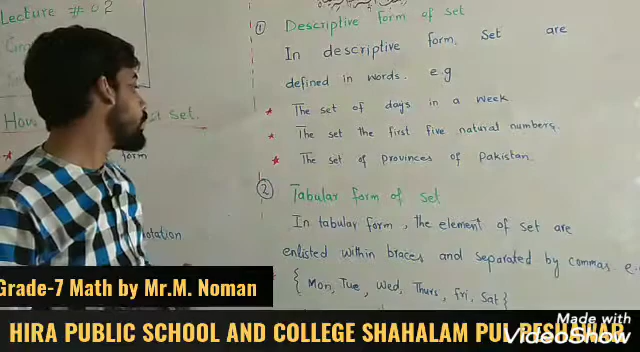 Lecture # 02
① Descriptive form of set
In descriptive form, set are
defined in words. e.g
* The set of days in a week
* The set the first five natural numbers.
* The set of provinces of Pakistan.
② Tabular form of set
In tabular form, the element of set are
enlisted within braces and separated by commas e.
{ Mon, Tue, Wed, Thurs, Fri, Sat}
set.
form
notation
Grade-7 Math by Mr.M. Noman
Made with
VideoShow
HIRA PUBLIC SCHOOL AND COLLEGE SHAHALAM PUL PESHAWAR